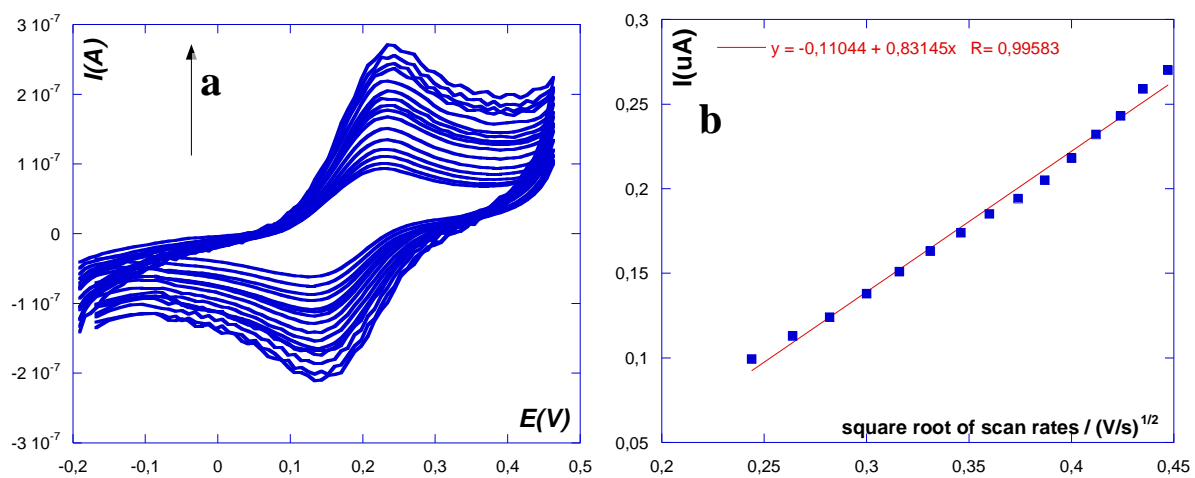 3 10-7
2 10-7
1 10-7
0
-1 10-7
-2 10-7
-3 10-7
I(A)
a
E(V)
-0,2 -0,1 0 0,1 0,2 0,3 0,4 0,5
0,3
0,25
0,2
0,15
0,1
0,05
I(uA)
y = -0,11044 + 0,83145x R= 0,99583
b
square root of scan rates / (V/s)1/2
0,2 0,25 0,3 0,35 0,4 0,45